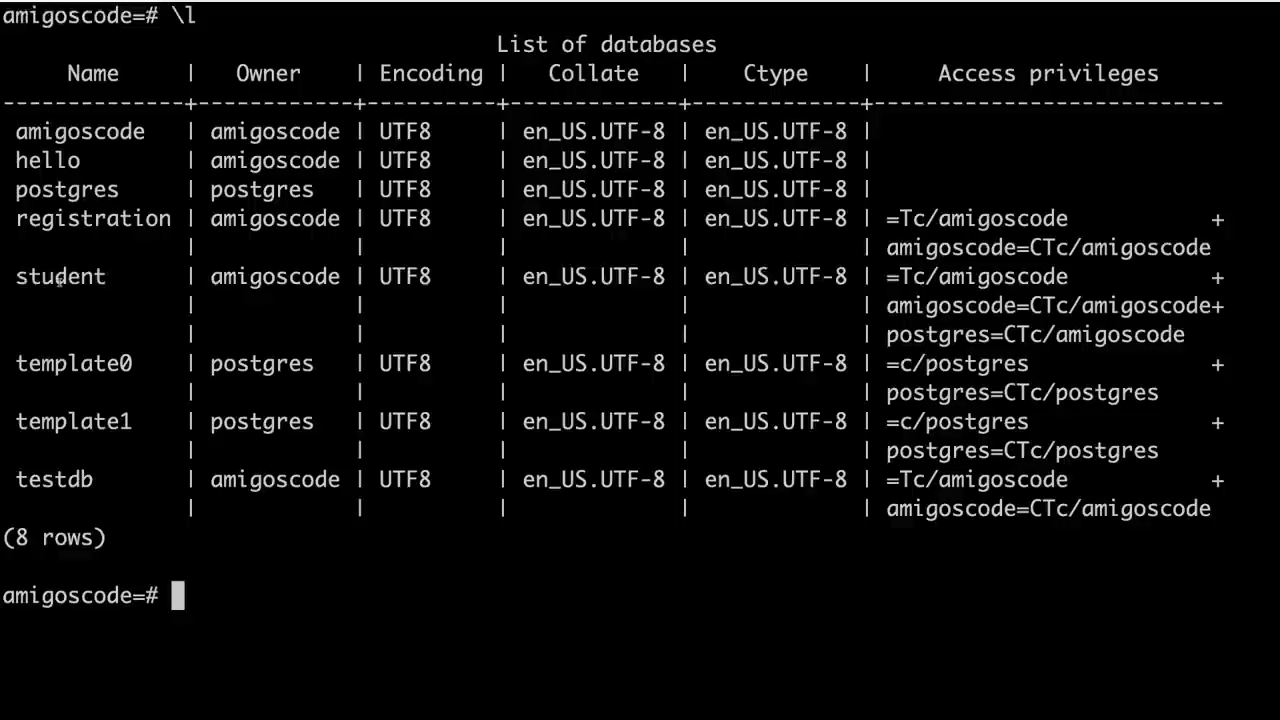 amigoscode=# \l
                                      List of databases
     Name     |   Owner    | Encoding |   Collate   |    Ctype    |     Access privileges
--------------+------------+----------+-------------+-------------+---------------------------
 amigoscode   | amigoscode | UTF8     | en_US.UTF-8 | en_US.UTF-8 |
 hello        | amigoscode | UTF8     | en_US.UTF-8 | en_US.UTF-8 |
 postgres     | postgres   | UTF8     | en_US.UTF-8 | en_US.UTF-8 |
 registration | amigoscode | UTF8     | en_US.UTF-8 | en_US.UTF-8 | =Tc/amigoscode           +
              |            |          |             |             | amigoscode=CTc/amigoscode
 student      | amigoscode | UTF8     | en_US.UTF-8 | en_US.UTF-8 | =Tc/amigoscode           +
              |            |          |             |             | amigoscode=CTc/amigoscode+
              |            |          |             |             | postgres=CTc/amigoscode
 template0    | postgres   | UTF8     | en_US.UTF-8 | en_US.UTF-8 | =c/postgres              +
              |            |          |             |             | postgres=CTc/postgres
 template1    | postgres   | UTF8     | en_US.UTF-8 | en_US.UTF-8 | =c/postgres              +
              |            |          |             |             | postgres=CTc/postgres
 testdb       | amigoscode | UTF8     | en_US.UTF-8 | en_US.UTF-8 | =Tc/amigoscode           +
              |            |          |             |             | amigoscode=CTc/amigoscode
(8 rows)
amigoscode=#